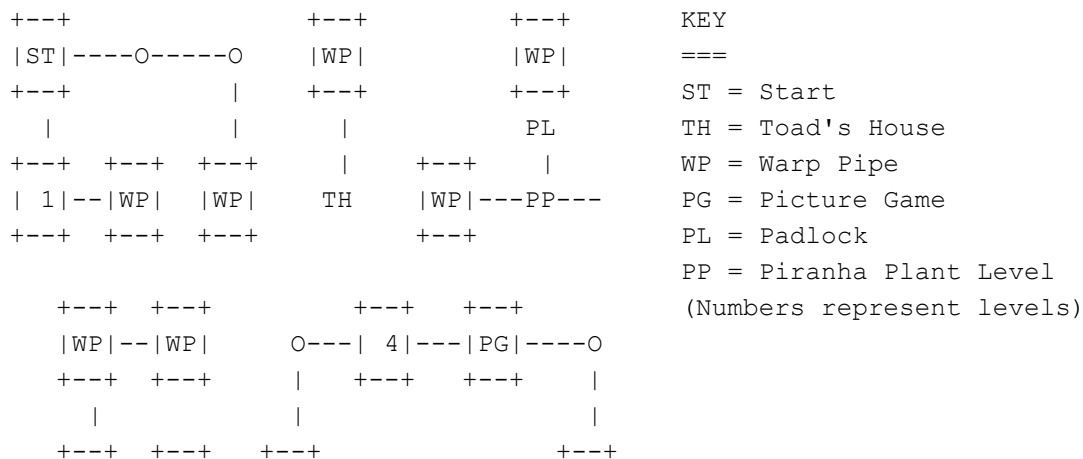 +--+                +--+         +--+       KEY
|ST|----O-----O     |WP|         |WP|       ===
+--+          |     +--+         +--+       ST = Start
  |           |       |           PL        TH = Toad's House
+--+  +--+  +--+      |    +--+    |        WP = Warp Pipe
| 1|--|WP|  |WP|     TH    |WP|---PP---     PG = Picture Game
+--+  +--+  +--+           +--+             PL = Padlock
                                            PP = Piranha Plant Level
   +--+  +--+          +--+   +--+          (Numbers represent levels)
   |WP|--|WP|      O---| 4|---|PG|----O
   +--+  +--+      |   +--+   +--+    |
     |             |                  |
   +--+  +--+   +--+                +--+